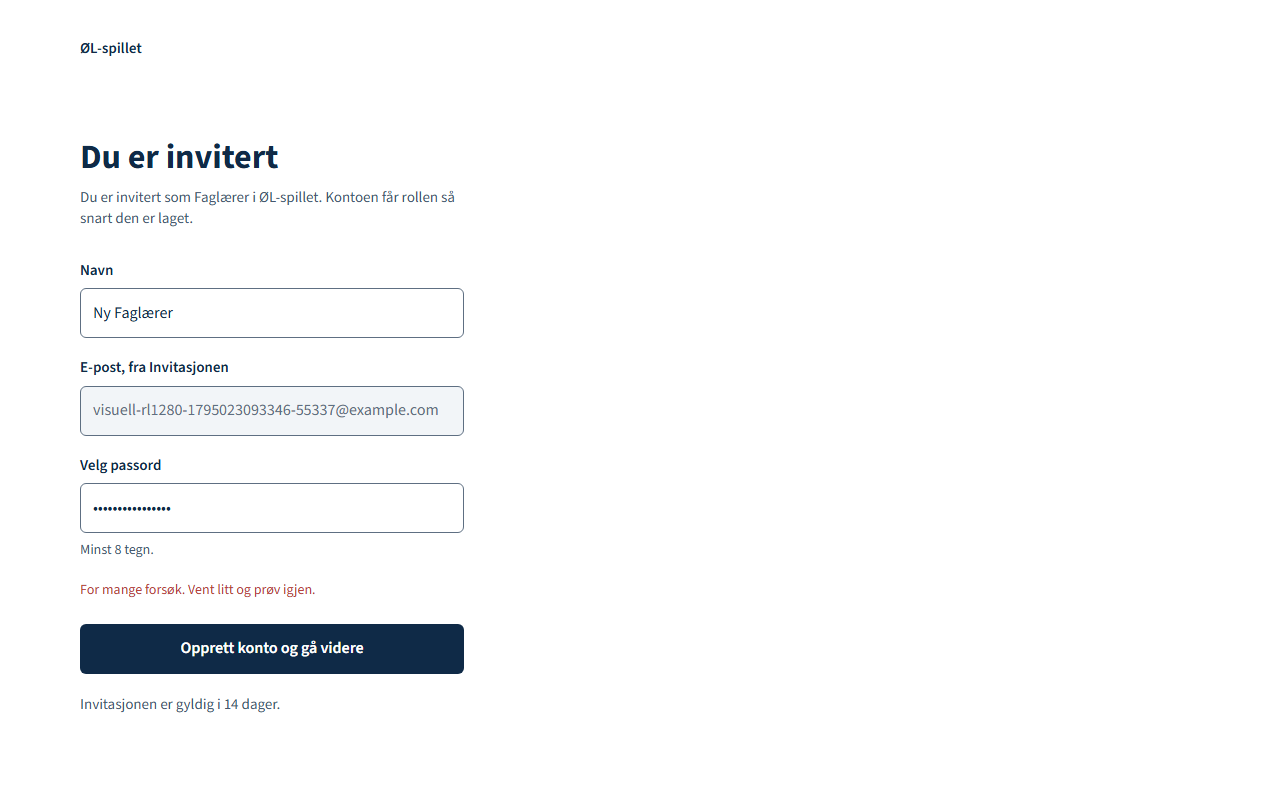 ØL-spillet
Du er invitert
Du er invitert som Faglærer i ØL-spillet. Kontoen får rollen så
snart den er laget.
Navn
Ny Faglærer
E-post, fra Invitasjonen
visuell-rl1280-1795023093346-55337@example.com
Velg passord
••••••••••••••••
Minst 8 tegn.
For mange forsøk. Vent litt og prøv igjen.
Opprett konto og gå videre
Invitasjonen er gyldig i 14 dager.